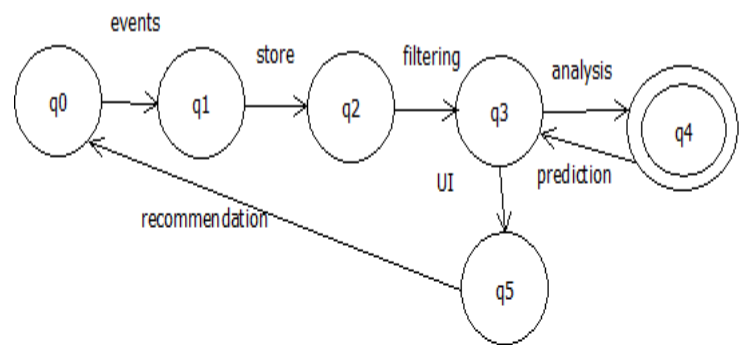 events
store
filtering
analysis
q0
q1
q2
q3
q4
UI
prediction
recommendation
q5